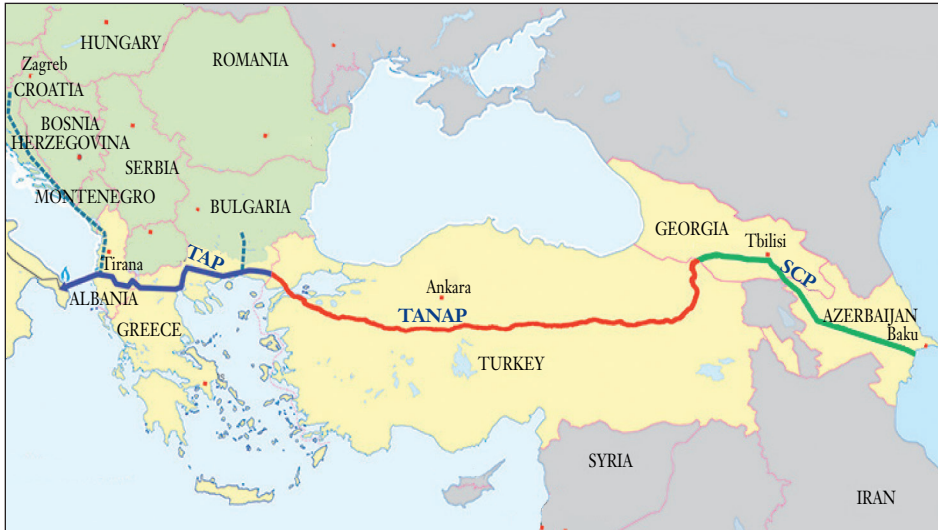 HUNGARY
ROMANIA
Zagreb
CROATIA
BOSNIA
HERZEGOVINA
SERBIA
MONTENEGRO
BULGARIA
GEORGIA
Tbilisi
TAP
Tirana
SCP
ALBANIA
Ankara
TANAP
AZERBAIJAN
Baku
GREECE
TURKEY
SYRIA
IRAN